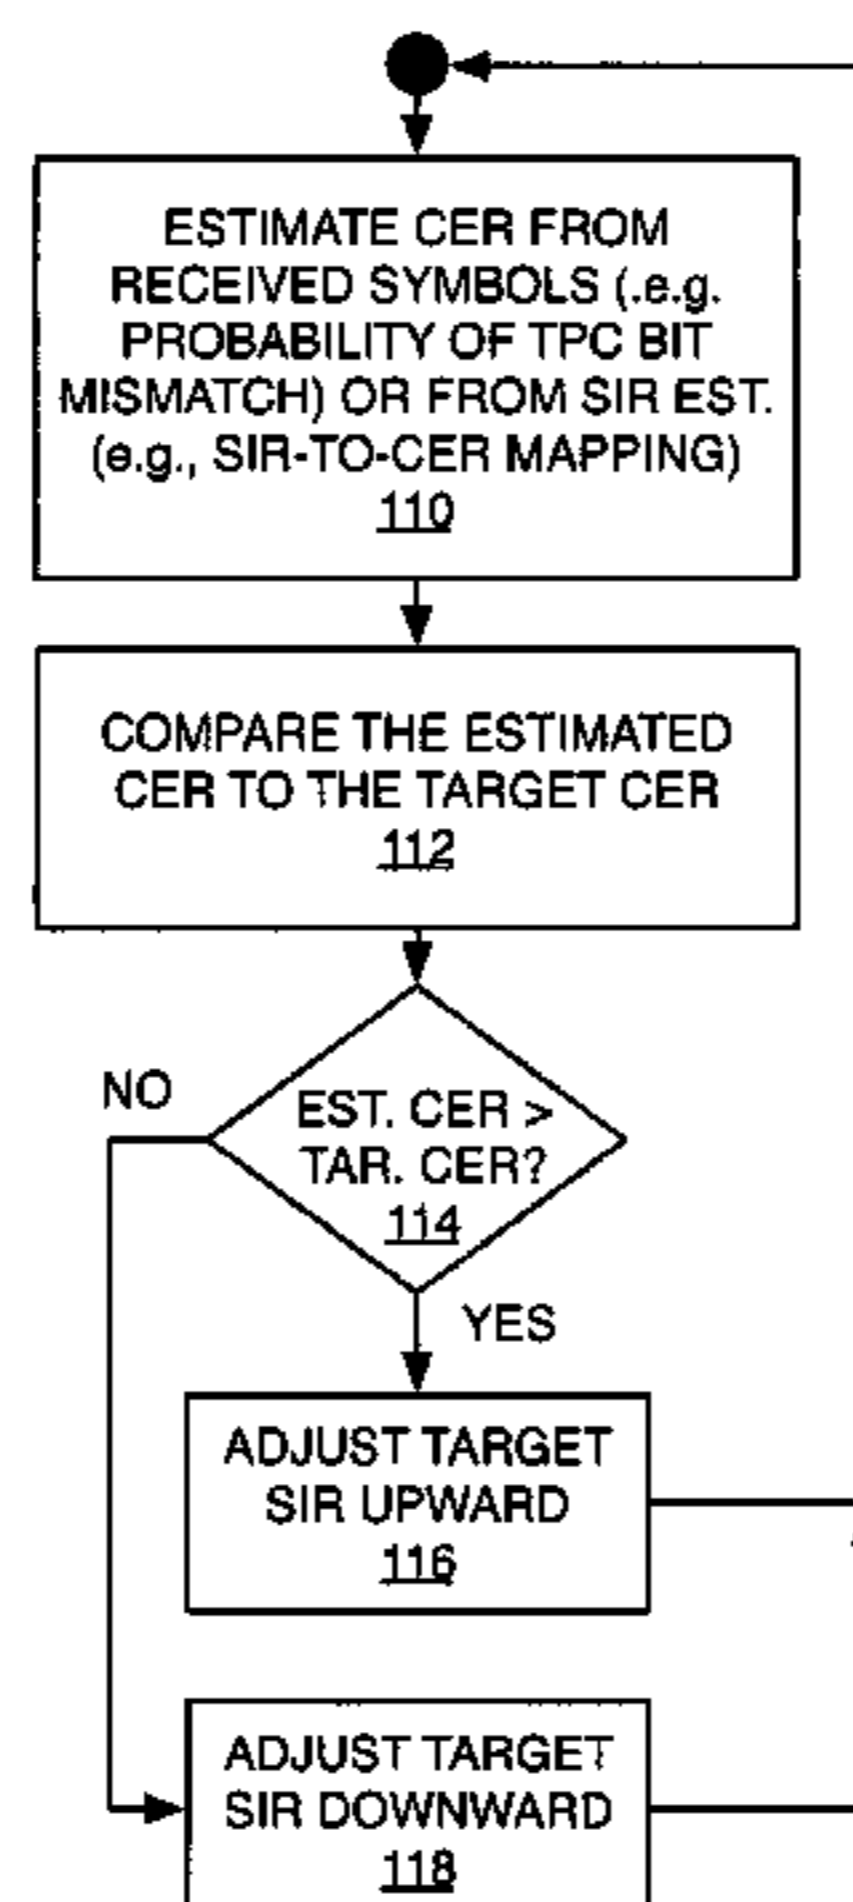 ESTIMATE CER FROM
RECEIVED SYMBOLS (.e.g.
PROBABILITY OF TPC BIT
MISMATCH) OR FROM SIR EST.
(e.g., SIR-TO-CER MAPPING)
110
COMPARE THE ESTIMATED
CER TO THE TARGET CER
112
NO
EST. CER >
TAR. CER?
114
YES
ADJUST TARGET
SIR UPWARD
116
ADJUST TARGET
SIR DOWNWARD
118